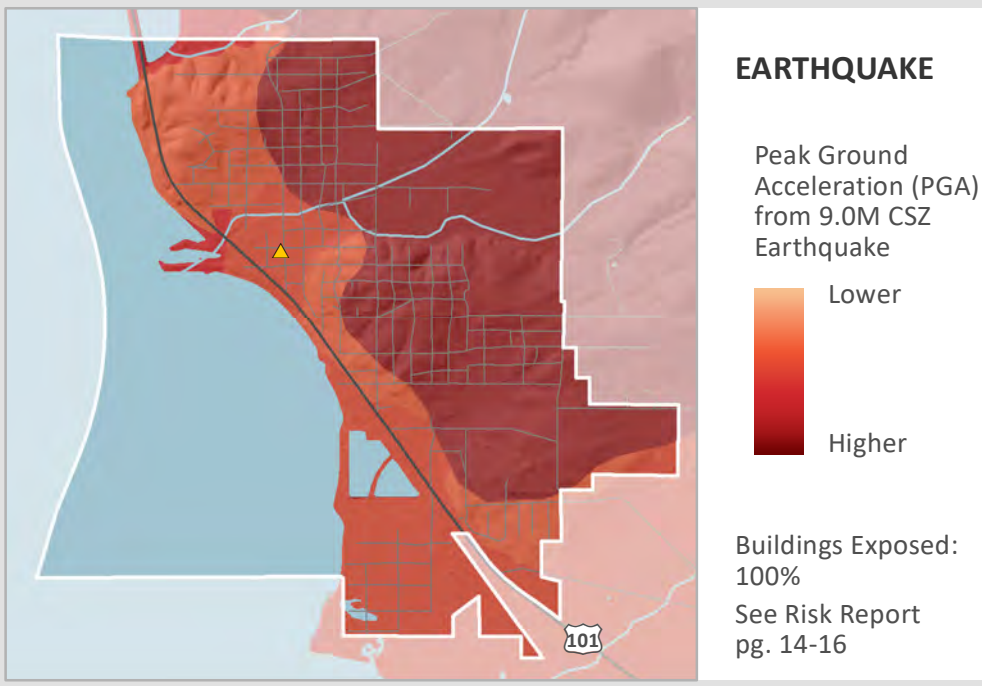 EARTHQUAKE
Peak Ground
Acceleration (PGA)
from 9.0M CSZ
Earthquake
Lower
Higher
Buildings Exposed:
100%
See Risk Report
pg. 14-16
101